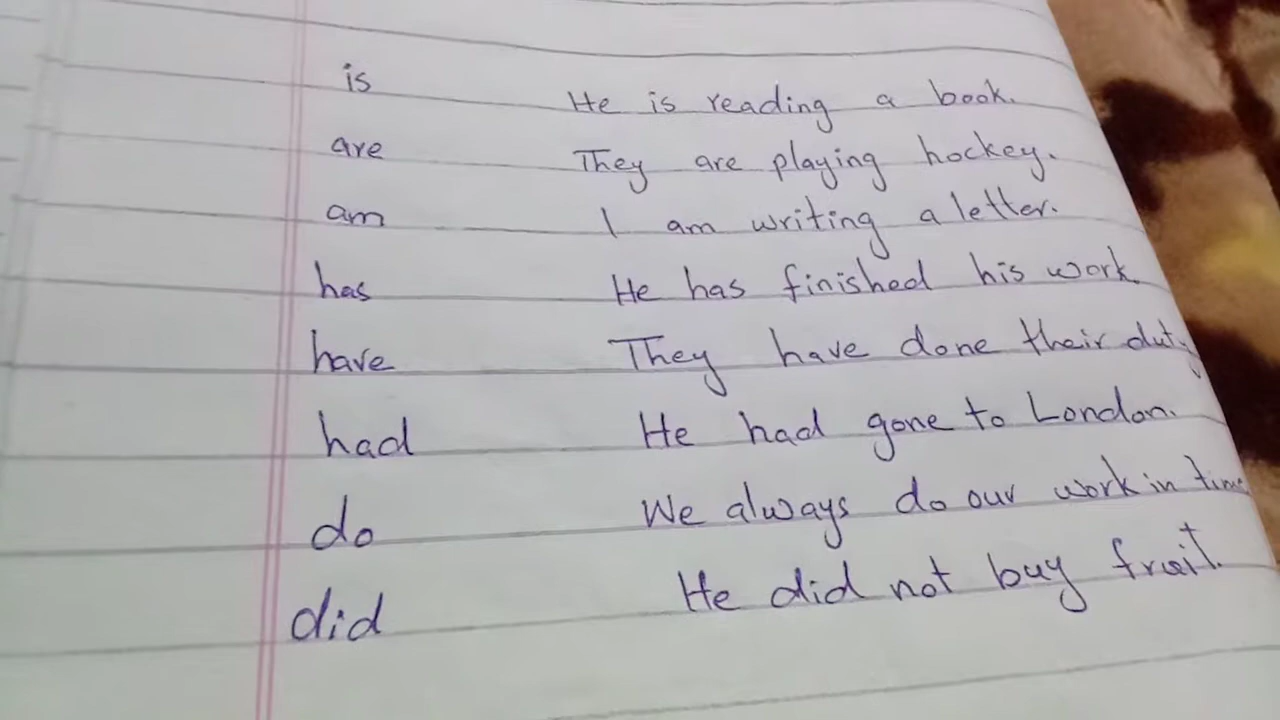 is He is reading a book.
are They are playing hockey.
am I am writing a letter.
has He has finished his work.
have They have done their duty
had He had gone to London.
do We always do our work in time
did He did not buy fruit.